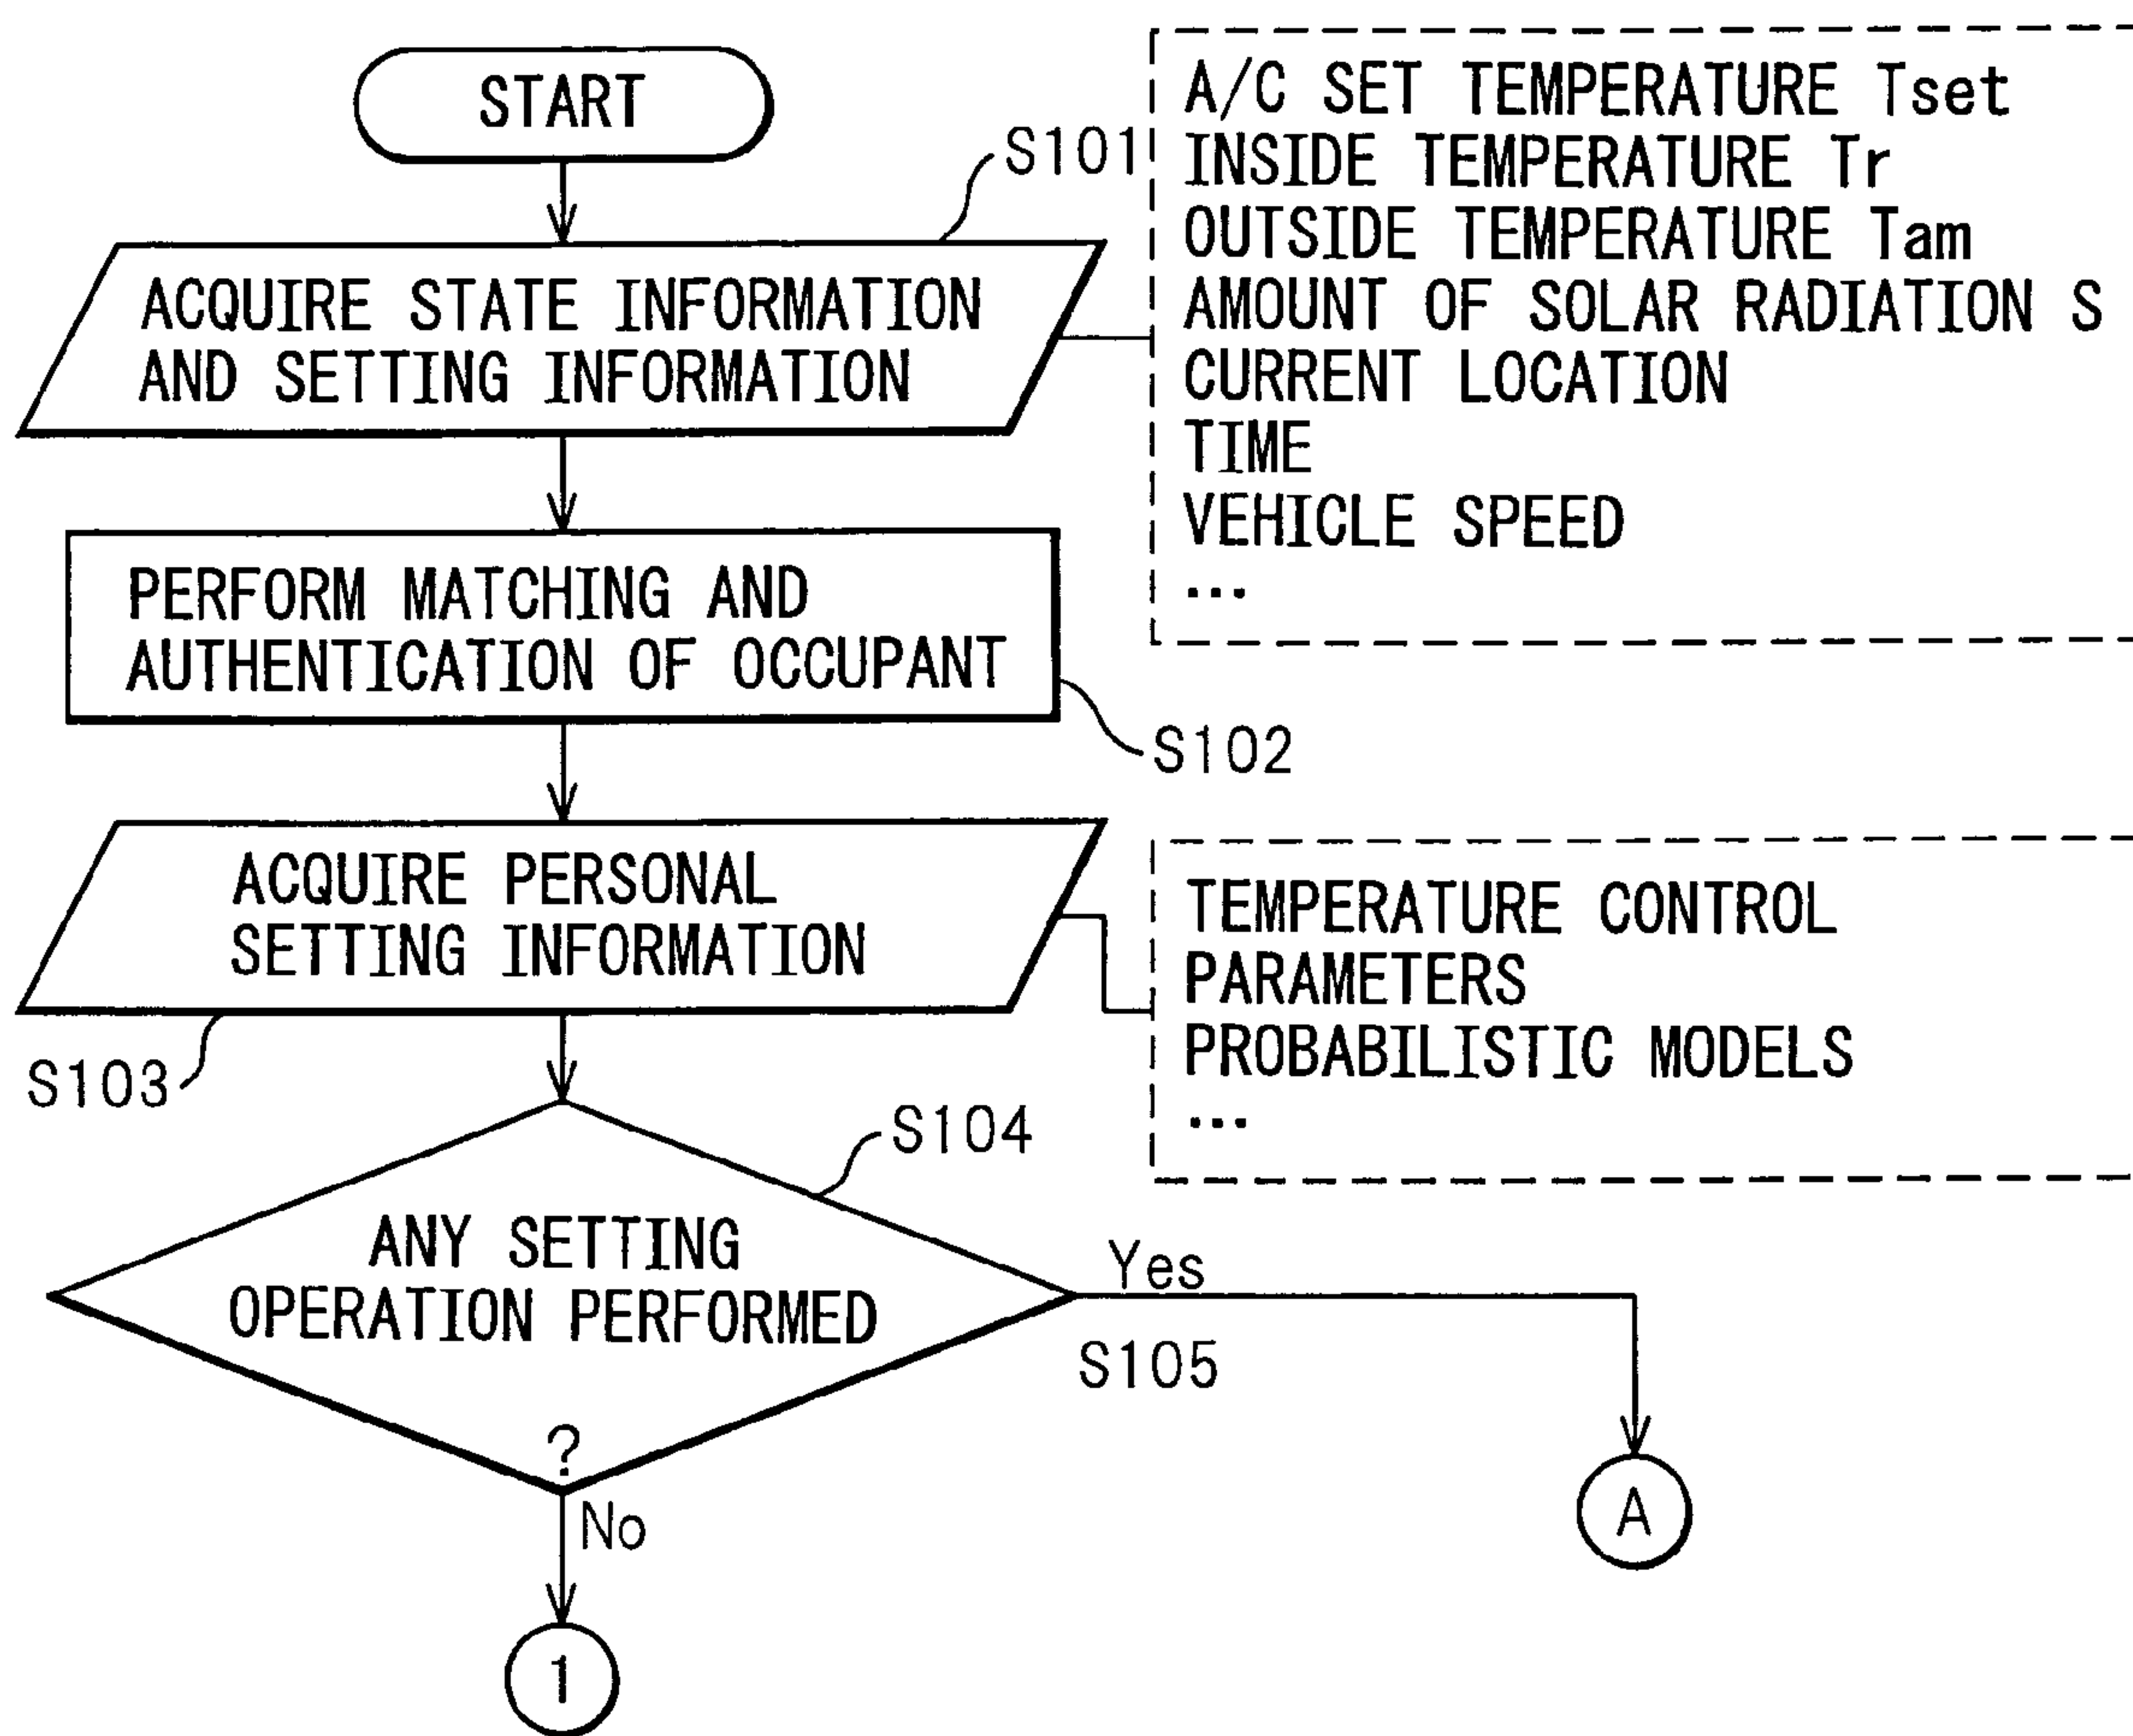 START
S101
A/C SET TEMPERATURE Tset
INSIDE TEMPERATURE Tr
OUTSIDE TEMPERATURE Tam
AMOUNT OF SOLAR RADIATION S
CURRENT LOCATION
TIME
VEHICLE SPEED
...
ACQUIRE STATE INFORMATION
AND SETTING INFORMATION
PERFORM MATCHING AND
AUTHENTICATION OF OCCUPANT
S102
ACQUIRE PERSONAL
SETTING INFORMATION
S103
TEMPERATURE CONTROL
PARAMETERS
PROBABILISTIC MODELS
...
S104
ANY SETTING
OPERATION PERFORMED
?
Yes
S105
No
A
1